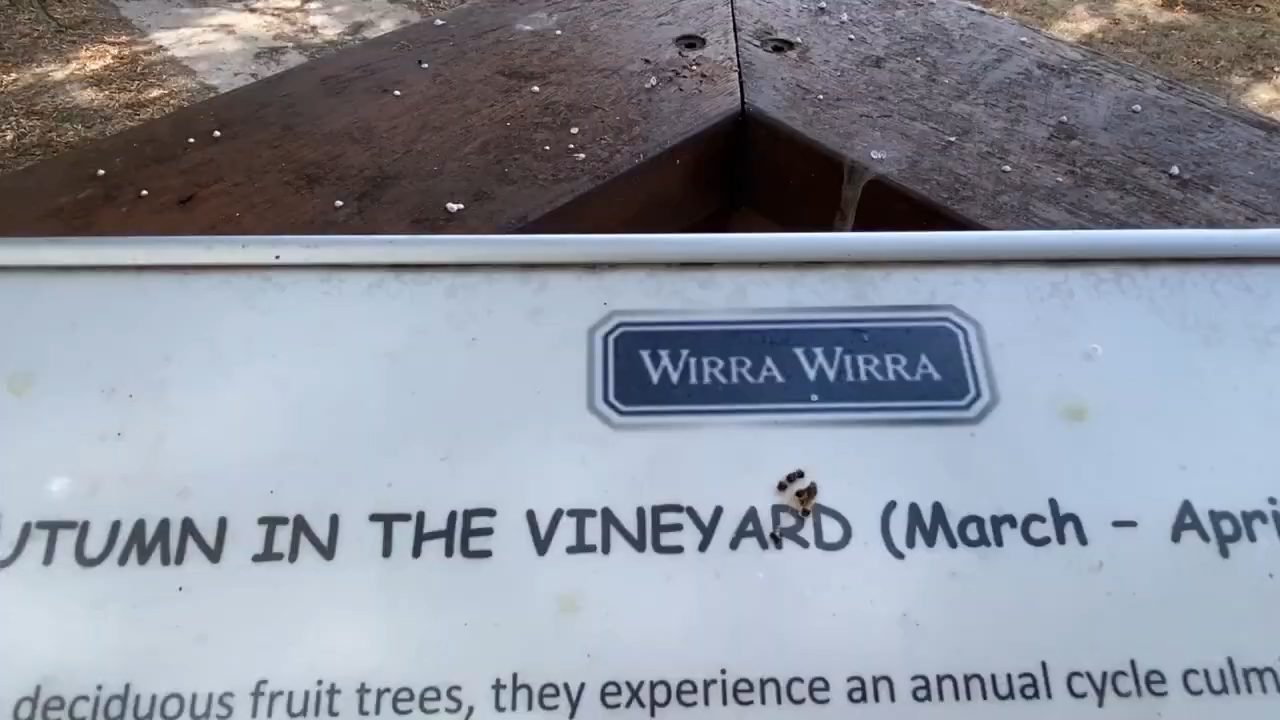 WIRRA WIRRA
UTUMN IN THE VINEYARD (March – Apri
deciduous fruit trees, they experience an annual cycle culm